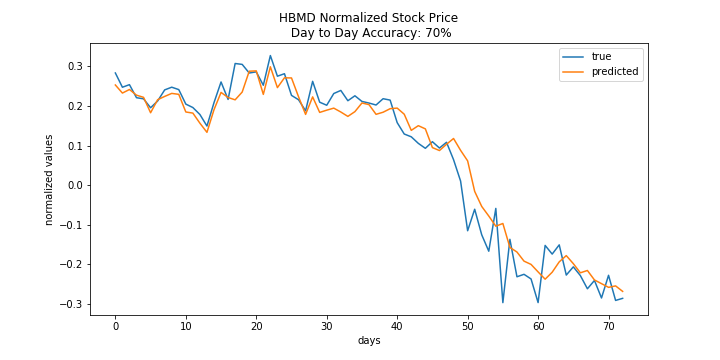 HBMD Normalized Stock Price
Day to Day Accuracy: 70%
true
predicted
normalized values
0.3
0.2
0.1
0.0
−0.1
−0.2
−0.3
0 10 20 30 40 50 60 70
days